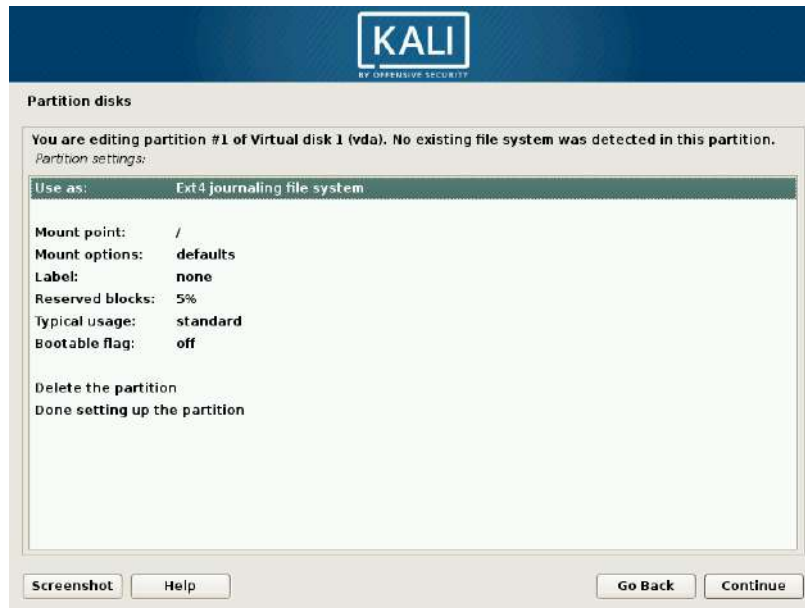 KALI
BY OFFENSIVE SECURITY
Partition disks
You are editing partition #1 of Virtual disk 1 (vda). No existing file system was detected in this partition.
Partition settings:
Use as: Ext4 journaling file system
Mount point: /
Mount options: defaults
Label: none
Reserved blocks: 5%
Typical usage: standard
Bootable flag: off
Delete the partition
Done setting up the partition
Screenshot Help Go Back Continue